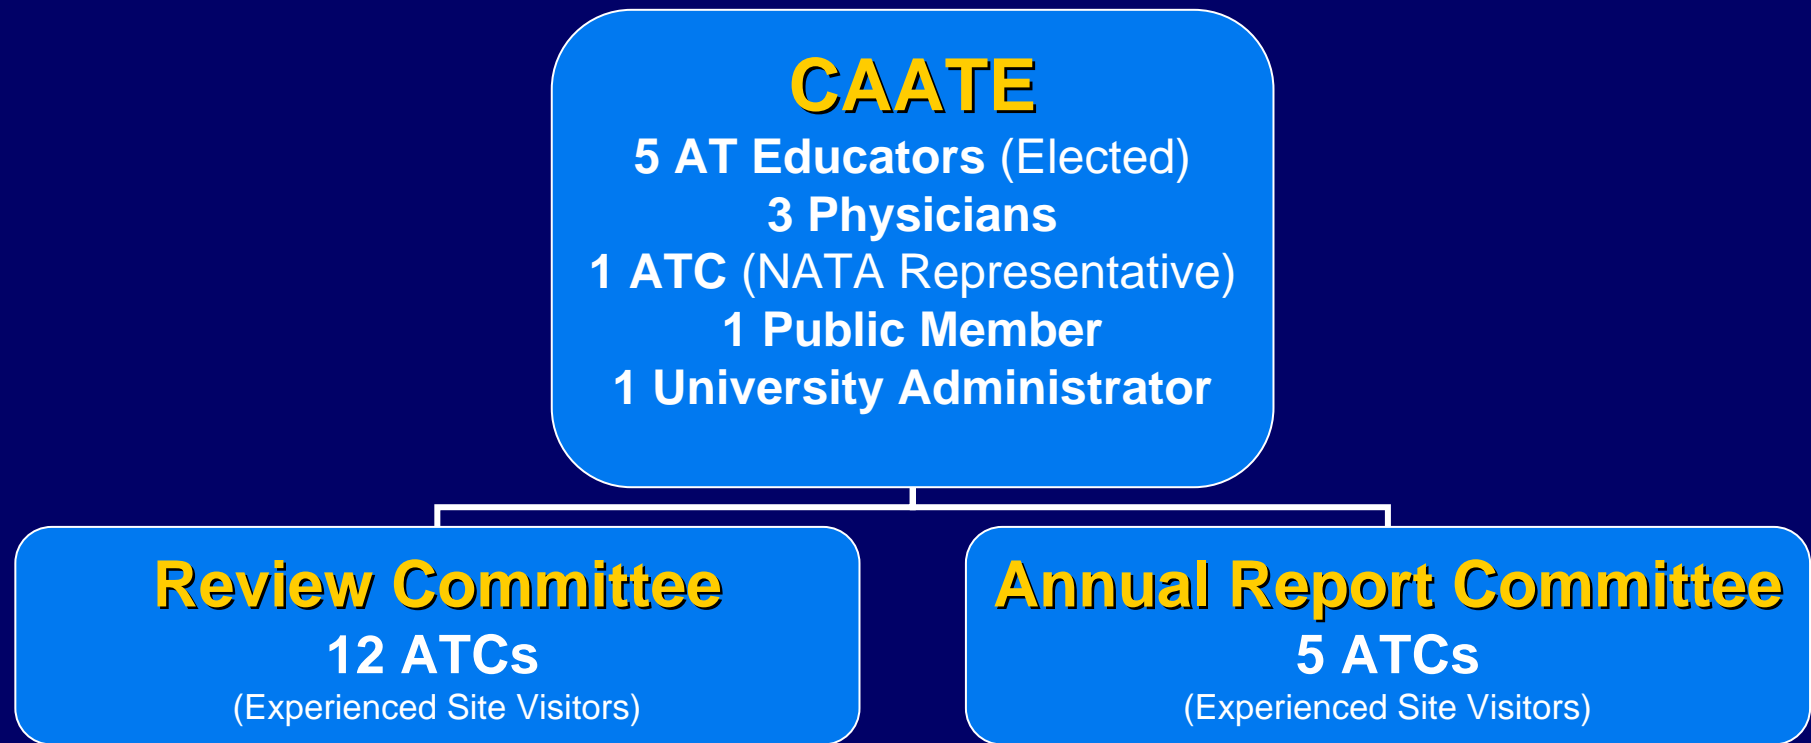 CAATE
5 AT Educators (Elected)
3 Physicians
1 ATC (NATA Representative)
1 Public Member
1 University Administrator
Review Committee
12 ATCs
(Experienced Site Visitors)
Annual Report Committee
5 ATCs
(Experienced Site Visitors)